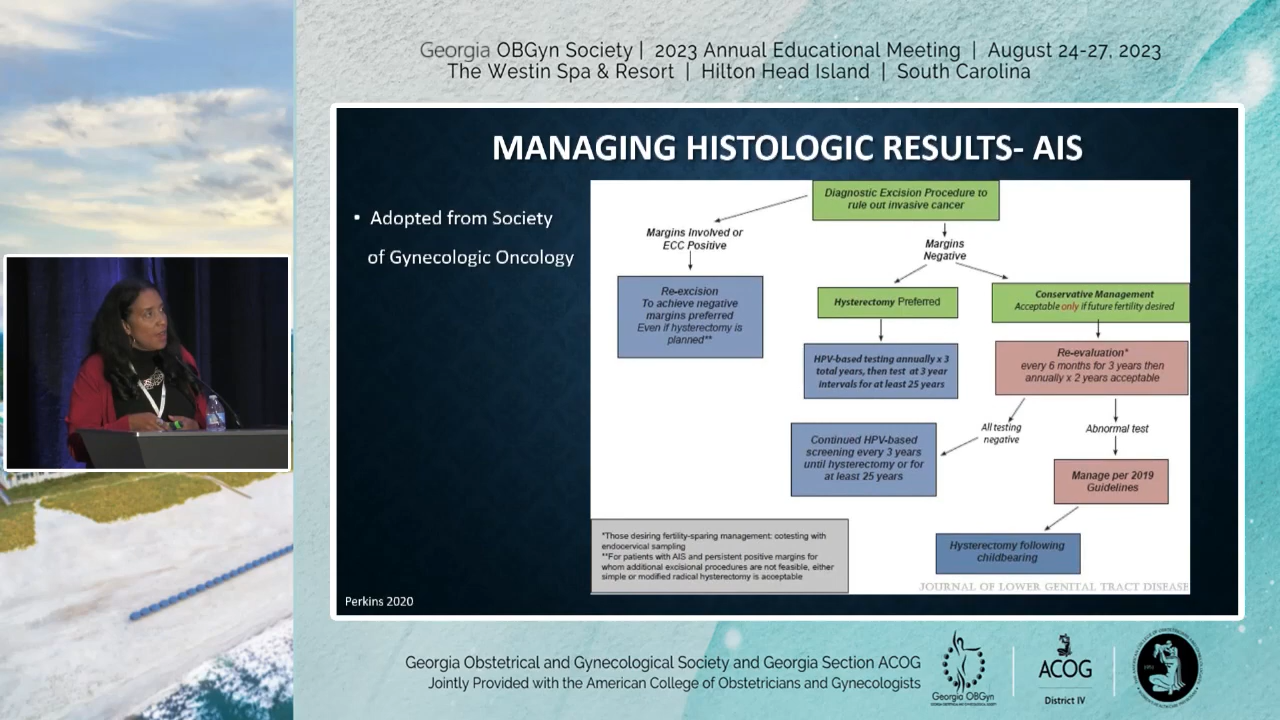 Georgia OBGyn Society | 2023 Annual Educational Meeting | August 24-27, 2023
The Westin Spa & Resort | Hilton Head Island | South Carolina
MANAGING HISTOLOGIC RESULTS- AIS
• Adopted from Society
of Gynecologic Oncology
Diagnostic Excision Procedure to
rule out invasive cancer
Margins Involved or
ECC Positive
Margins
Negative
Re-excision
To achieve negative
margins preferred
Even if hysterectomy is
planned**
Hysterectomy Preferred
Conservative Management
Acceptable only if future fertility desired
HPV-based testing annually x 3
total years, then test at 3 year
intervals for at least 25 years
Re-evaluation*
every 6 months for 3 years then
annually x 2 years acceptable
All testing
negative
Abnormal test
Continued HPV-based
screening every 3 years
until hysterectomy or for
at least 25 years
Manage per 2019
Guidelines
Hysterectomy following
childbearing
*Those desiring fertility-sparing management: cotesting with
endocervical sampling
**For patients with AIS and persistent positive margins for
whom additional excisional procedures are not feasible, either
simple or modified radical hysterectomy is acceptable
JOURNAL OF LOWER GENITAL TRACT DISEASE
Perkins 2020
Georgia Obstetrical and Gynecological Society and Georgia Section ACOG
Jointly Provided with the American College of Obstetricians and Gynecologists
Georgia OBGyn
ACOG
District IV